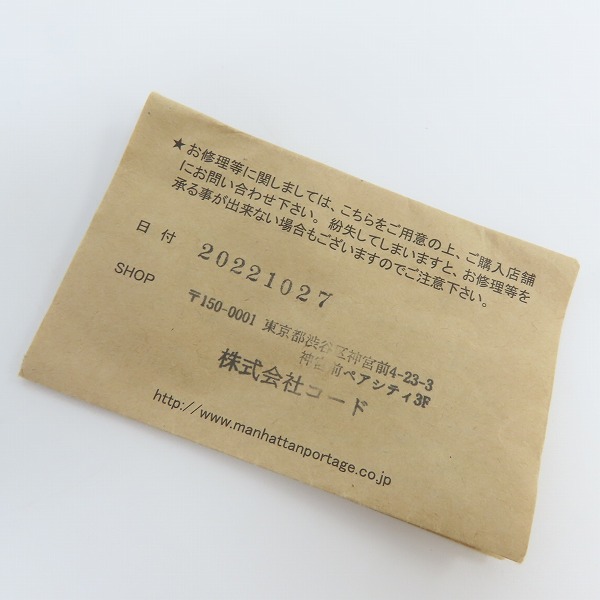 ★お修理等に関しましては、こちらをご用意の上、ご購入店舗
にお問い合わせ下さい。紛失してしまいますと、お修理等を
承る事が出来ない場合もございますのでご注意下さい。
日 付 20221027
SHOP
〒150-0001 東京都渋谷区神宮前4-23-3
神宮前ペアシティ3F
株式会社コード
http://www.manhattanportage.co.jp